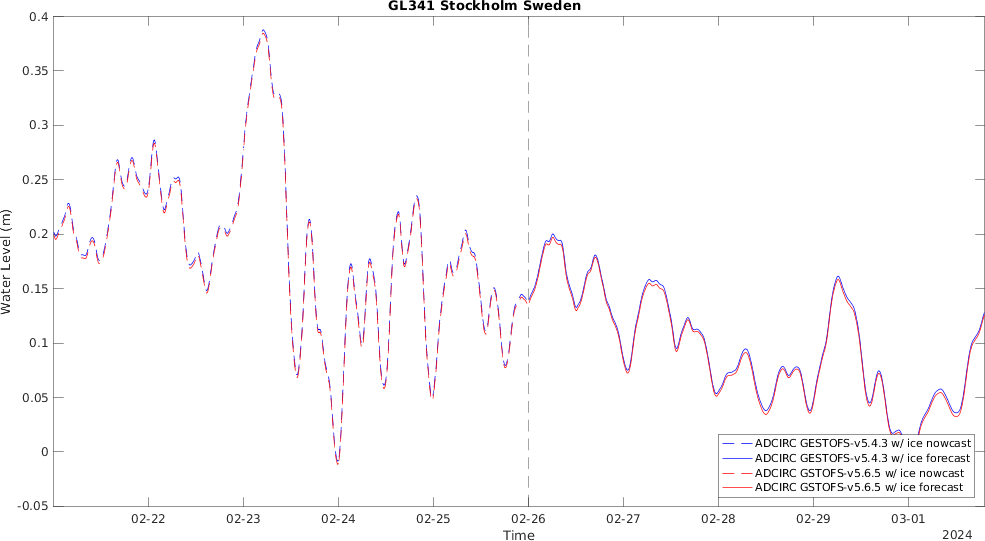 GL341 Stockholm Sweden
0.4
0.35
0.3
0.25
0.2
0.15
0.1
0.05
0
-0.05
Water Level (m)
02-22 02-23 02-24 02-25 02-26 02-27 02-28 02-29 03-01
Time
2024
ADCIRC GESTOFS-v5.4.3 w/ ice nowcast
ADCIRC GESTOFS-v5.4.3 w/ ice forecast
ADCIRC GSTOFS-v5.6.5 w/ ice nowcast
ADCIRC GSTOFS-v5.6.5 w/ ice forecast